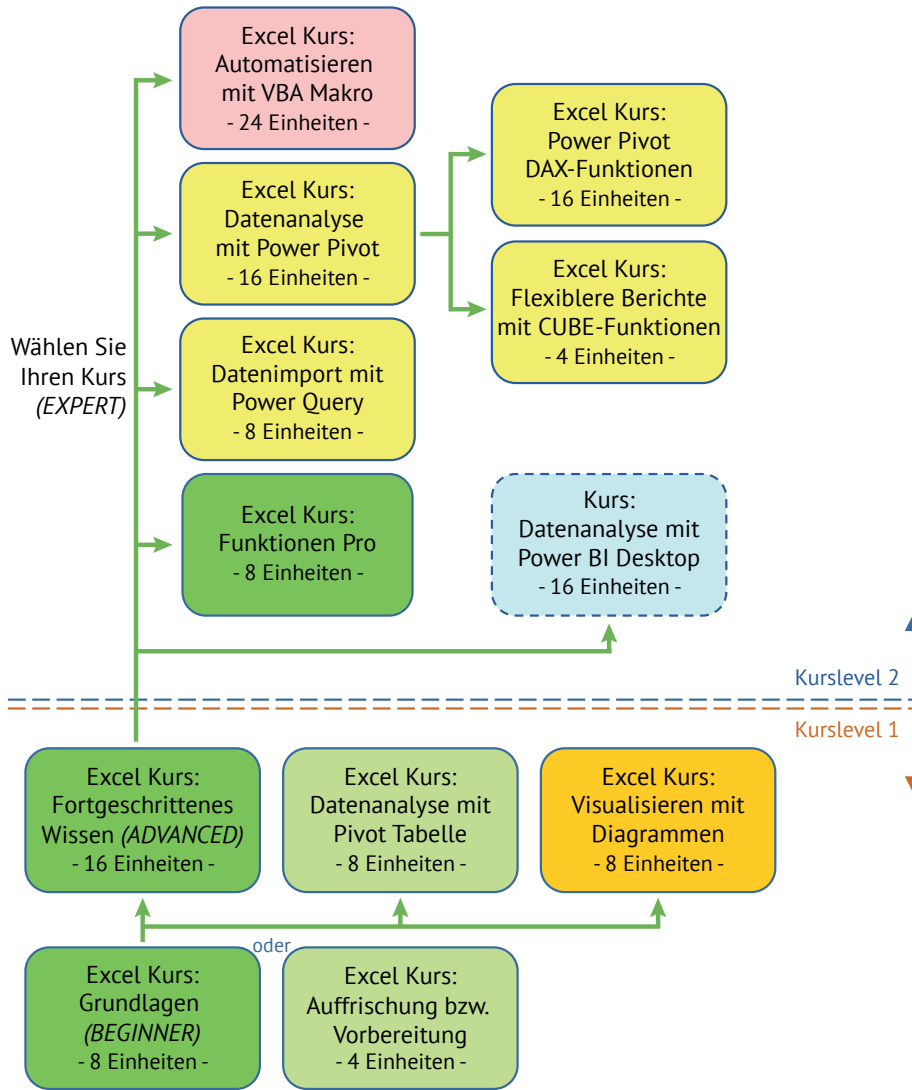 Excel Kurs:
Automatisieren
mit VBA Makro
- 24 Einheiten -
Excel Kurs:
Datenanalyse
mit Power Pivot
- 16 Einheiten -
Excel Kurs:
Power Pivot
DAX-Funktionen
- 16 Einheiten -
Excel Kurs:
Flexiblere Berichte
mit CUBE-Funktionen
- 4 Einheiten -
Wählen Sie
Ihren Kurs
(EXPERT)
Excel Kurs:
Datenimport mit
Power Query
- 8 Einheiten -
Excel Kurs:
Funktionen Pro
- 8 Einheiten -
Kurs:
Datenanalyse mit
Power BI Desktop
- 16 Einheiten -
Kurslevel 2
Kurslevel 1
Excel Kurs:
Fortgeschrittenes
Wissen (ADVANCED)
- 16 Einheiten -
Excel Kurs:
Datenanalyse mit
Pivot Tabelle
- 8 Einheiten -
Excel Kurs:
Visualisieren mit
Diagrammen
- 8 Einheiten -
oder
Excel Kurs:
Grundlagen
(BEGINNER)
- 8 Einheiten -
Excel Kurs:
Auffrischung bzw.
Vorbereitung
- 4 Einheiten -